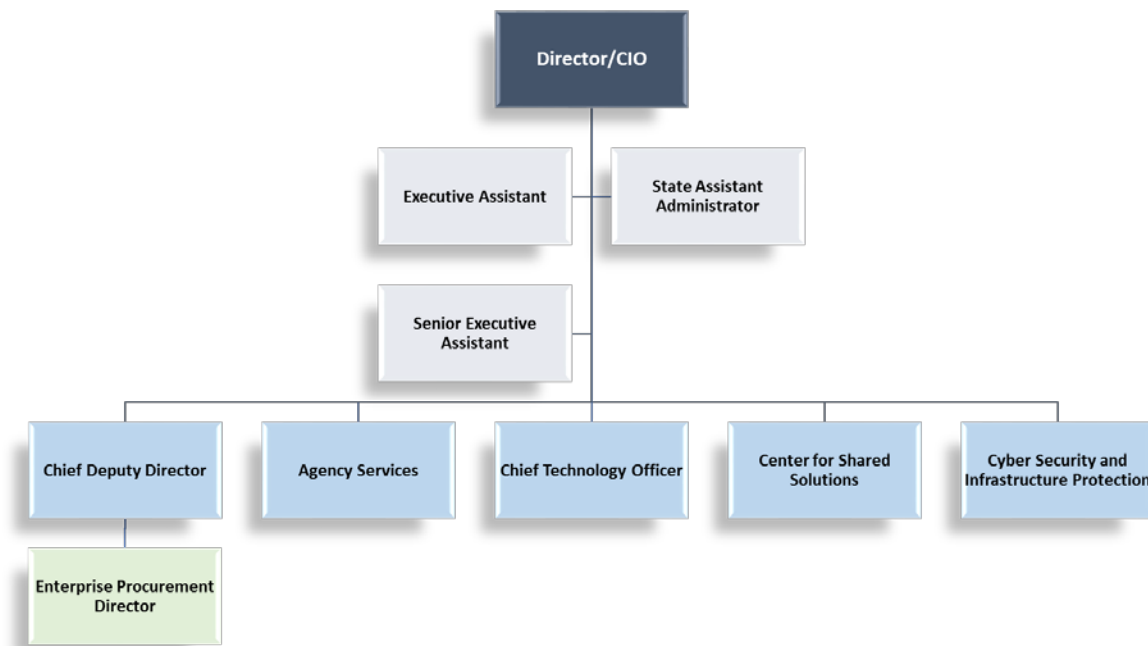 Director/CIO
Executive Assistant
State Assistant
Administrator
Senior Executive
Assistant
Chief Deputy Director
Agency Services
Chief Technology Officer
Center for Shared
Solutions
Cyber Security and
Infrastructure Protection
Enterprise Procurement
Director